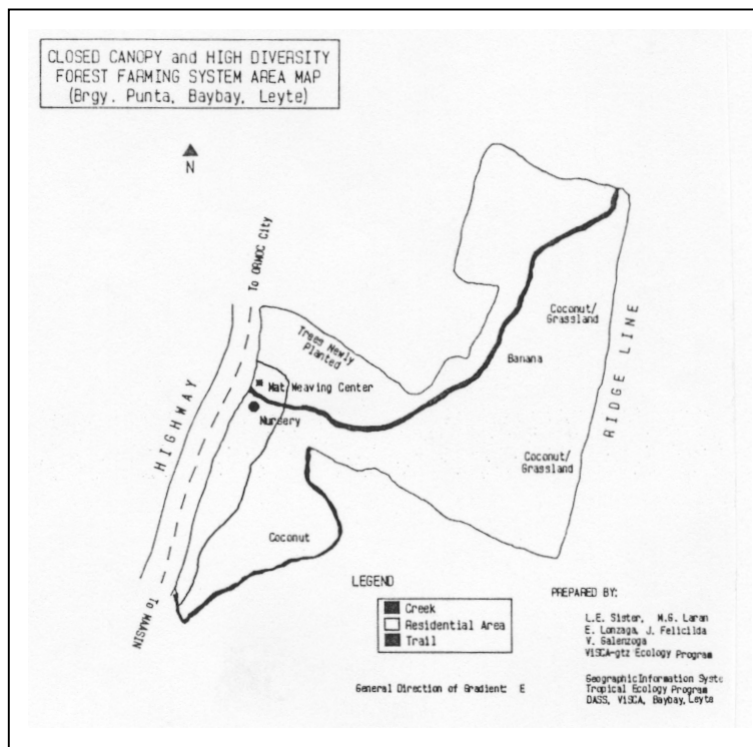 CLOSED CANOPY and HIGH DIVERSITY
FOREST FARMING SYSTEM AREA MAP
(Brgy. Punta, Baybay, Leyte)
N
To ORMOC City
Trees Newly
Planted
Coconut/
Grassland
Banana
RIDGE LINE
HIGHWAY
Mat Weaving Center
Nursery
Coconut/
Grassland
Coconut
To MAASIN
LEGEND
Creek
Residential Area
Trail
General Direction of Gradient: E
PREPARED BY:
L.E. Sister, M.G. Laran
E. Lonzaga, J. Felicilda
V. Galenzoga
ViSCA-gtz Ecology Program
Geographic Information Syste
Tropical Ecology Program
DASS, ViSCA, Baybay, Leyte